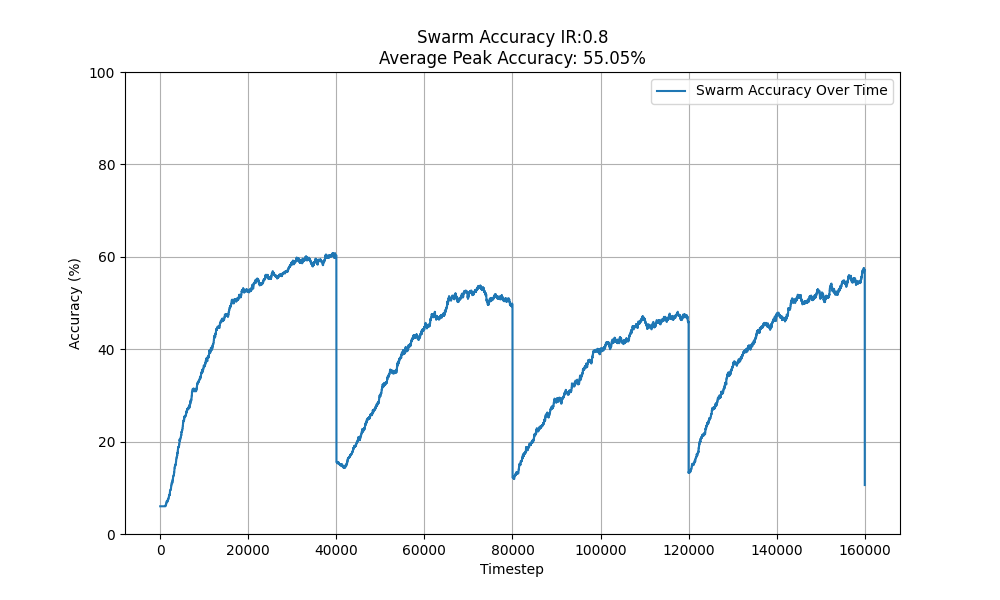 Swarm Accuracy IR:0.8
Average Peak Accuracy: 55.05%
Swarm Accuracy Over Time
100
80
60
40
20
0
Accuracy (%)
0 20000 40000 60000 80000 100000 120000 140000 160000
Timestep